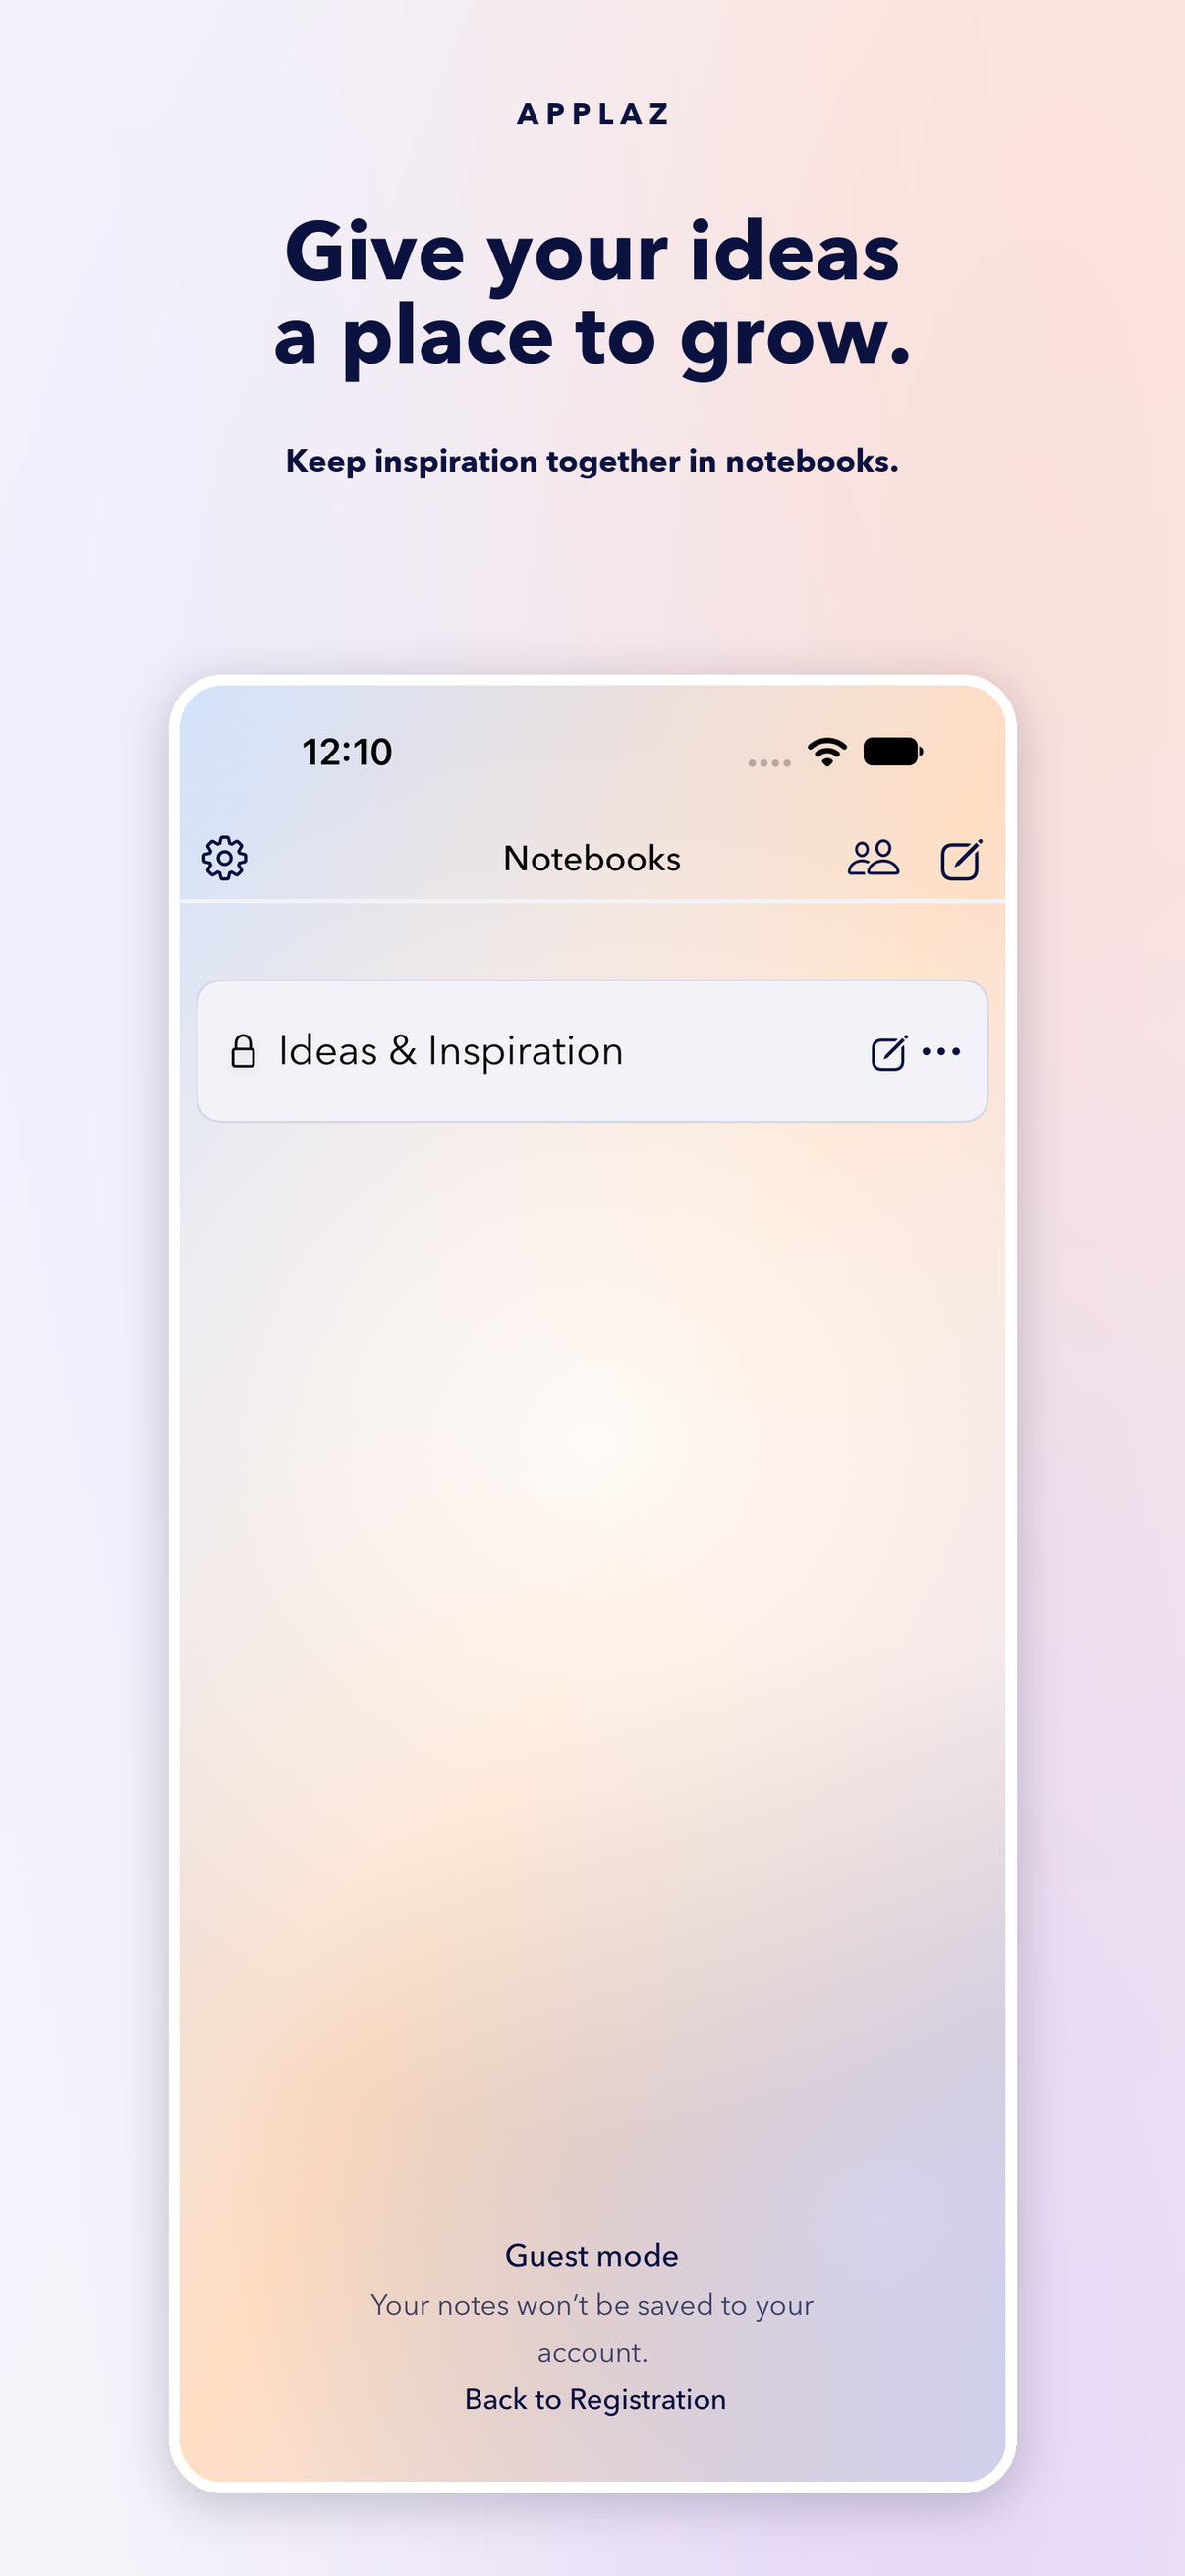 APPLAZ
Give your ideas
a place to grow.
Keep inspiration together in notebooks.
12:10
Notebooks
Ideas & Inspiration
Guest mode
Your notes won’t be saved to your
account.
Back to Registration